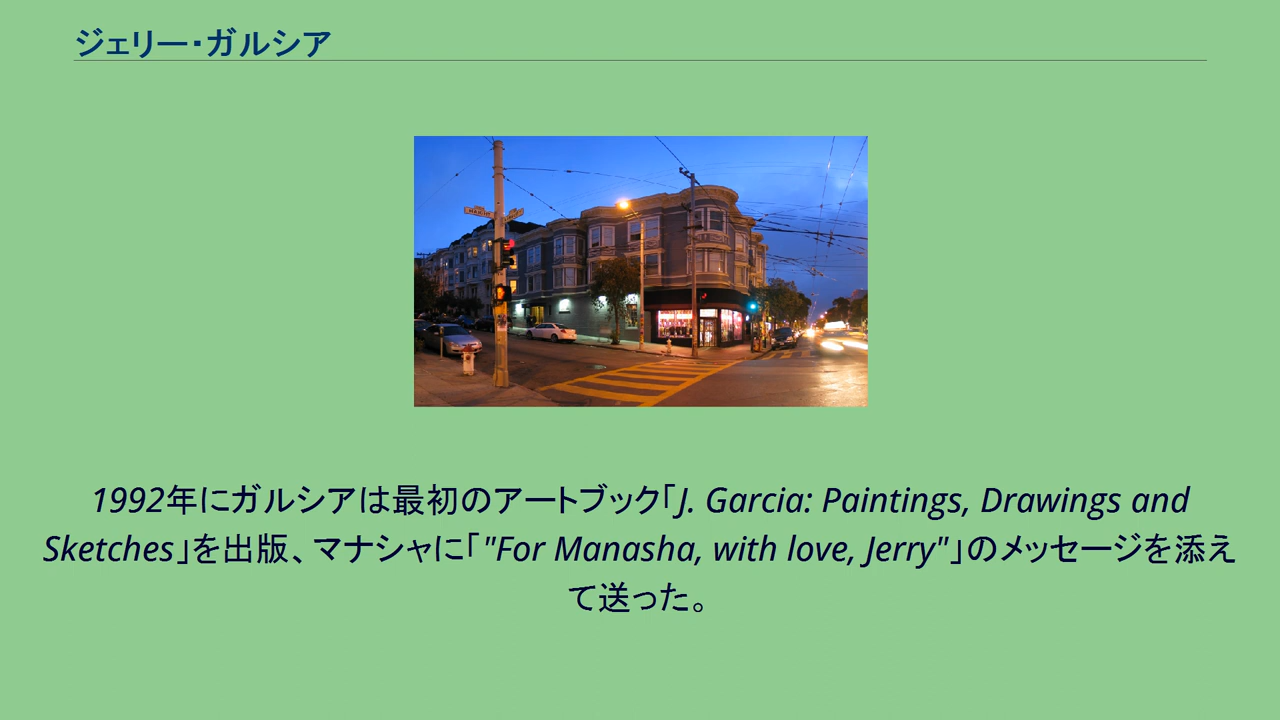 ジェリー・ガルシア
1992年にガルシアは最初のアートブック「J. Garcia: Paintings, Drawings and
Sketches」を出版、マナシャに「"For Manasha, with love, Jerry"」のメッセージを添え
て送った。